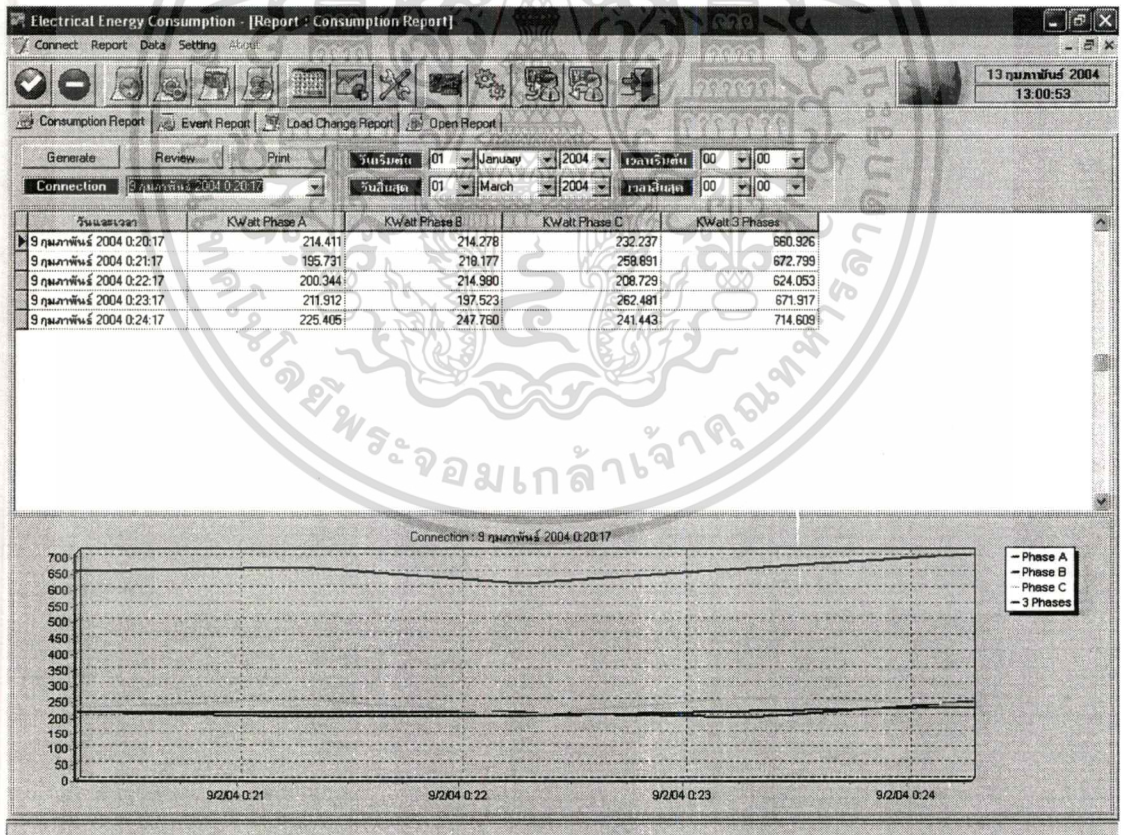 Electrical Energy Consumption - [Report : Consumption Report]
Connect Report Data Setting About
13 กุมภาพันธ์ 2004
13:00:53
Consumption Report Event Report Load Change Report Open Report
Generate Review Print วันเริ่มต้น 01 January 2004 เวลาเริ่มต้น 00 00
Connection 9 กุมภาพันธ์ 2004 0:20:17 วันสิ้นสุด 01 March 2004 เวลาสิ้นสุด 00 00
วันและเวลา KWatt Phase A KWatt Phase B KWatt Phase C KWatt 3 Phases
9 กุมภาพันธ์ 2004 0:20:17 214.411 214.278 232.237 660.926
9 กุมภาพันธ์ 2004 0:21:17 195.731 218.177 258.891 672.799
9 กุมภาพันธ์ 2004 0:22:17 200.344 214.980 208.729 624.053
9 กุมภาพันธ์ 2004 0:23:17 211.912 197.523 262.481 671.917
9 กุมภาพันธ์ 2004 0:24:17 225.405 247.760 241.443 714.609
Connection : 9 กุมภาพันธ์ 2004 0:20:17
700
650
600
550
500
450
400
350
300
250
200
150
100
50
0
9/2/04 0:21 9/2/04 0:22 9/2/04 0:23 9/2/04 0:24
Phase A
Phase B
Phase C
3 Phases